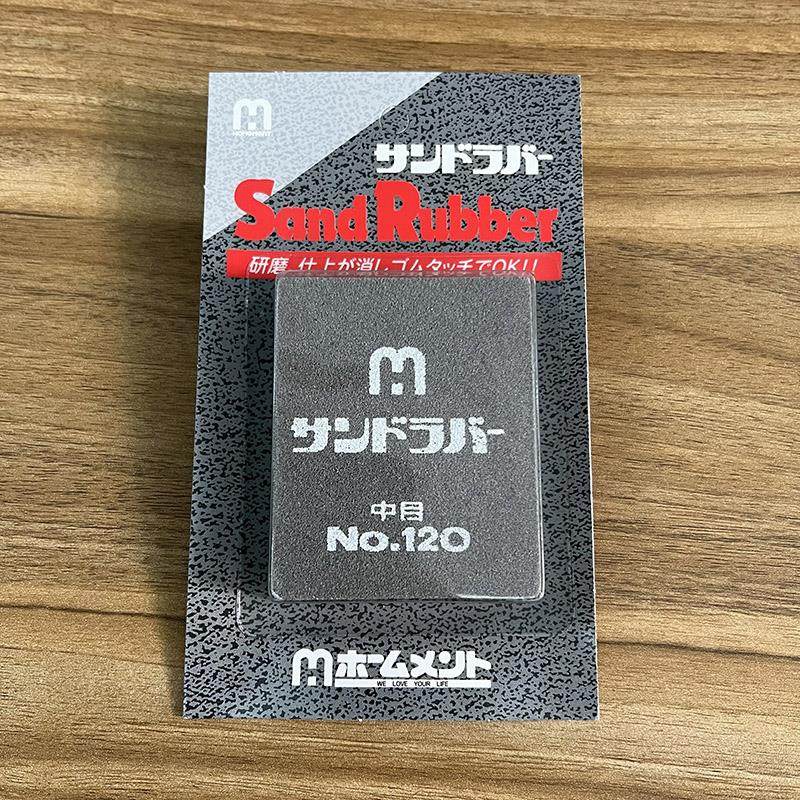 HOMEMENT
サンドラバー
Sand Rubber
研磨、仕上が消しゴムタッチでOK!!
サンドラバー
中目
No.120
ホームメント
WE LOVE YOUR LIFE